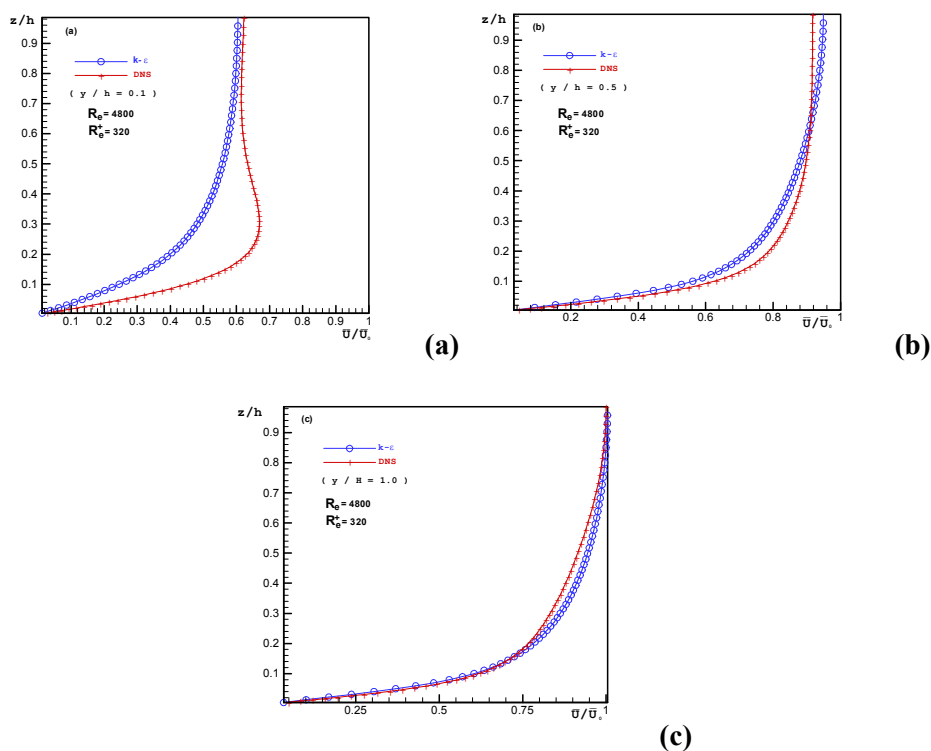 z/h
(a)
k-ε
DNS
( y / h = 0.1 )
Re = 4800
Re+ = 320
0.9
0.8
0.7
0.6
0.5
0.4
0.3
0.2
0.1
0.1 0.2 0.3 0.4 0.5 0.6 0.7 0.8 0.9 1
U̅/U̅o
(a)
z/h
(b)
k-ε
DNS
( y / h = 0.5 )
Re = 4800
Re+ = 320
0.9
0.8
0.7
0.6
0.5
0.4
0.3
0.2
0.1
0.2 0.4 0.6 0.8 1
U̅/U̅o
(b)
z/h
(c)
k-ε
DNS
( y / H = 1.0 )
Re = 4800
Re+ = 320
0.9
0.8
0.7
0.6
0.5
0.4
0.3
0.2
0.1
0.25 0.5 0.75 1
U̅/U̅o
(c)